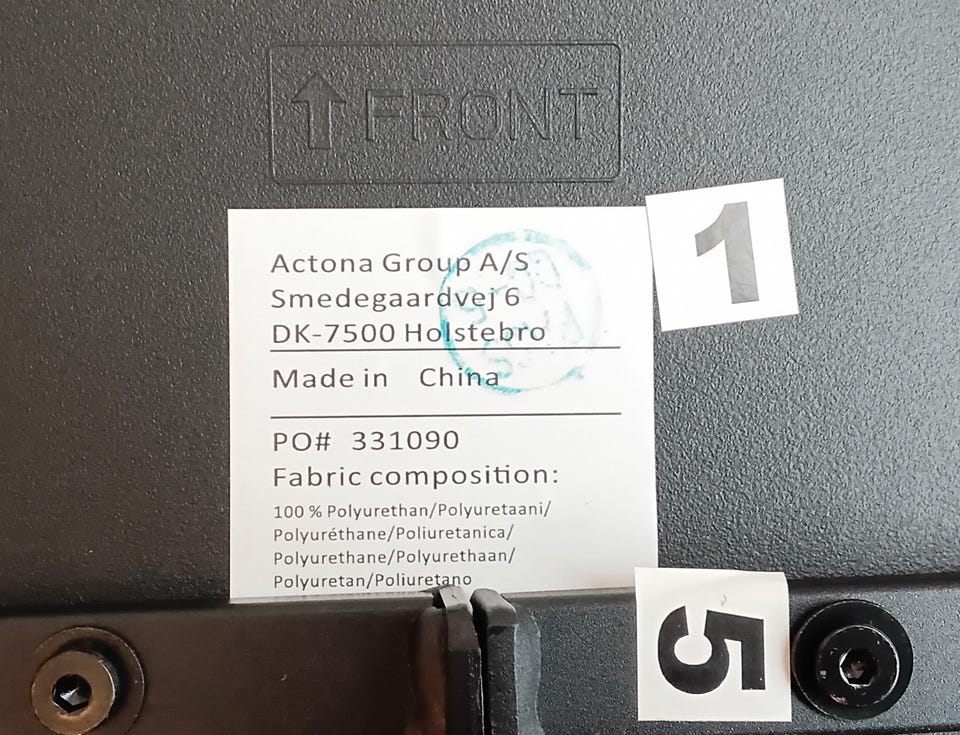 FRONT
1
Actona Group A/S
Smedegaardvej 6
DK-7500 Holstebro
Made in China
PO# 331090
Fabric composition:
100 % Polyurethan/Polyuretaani/
Polyuréthane/Poliuretanica/
Polyurethane/Polyurethaan/
Polyuretan/Poliuretano
5